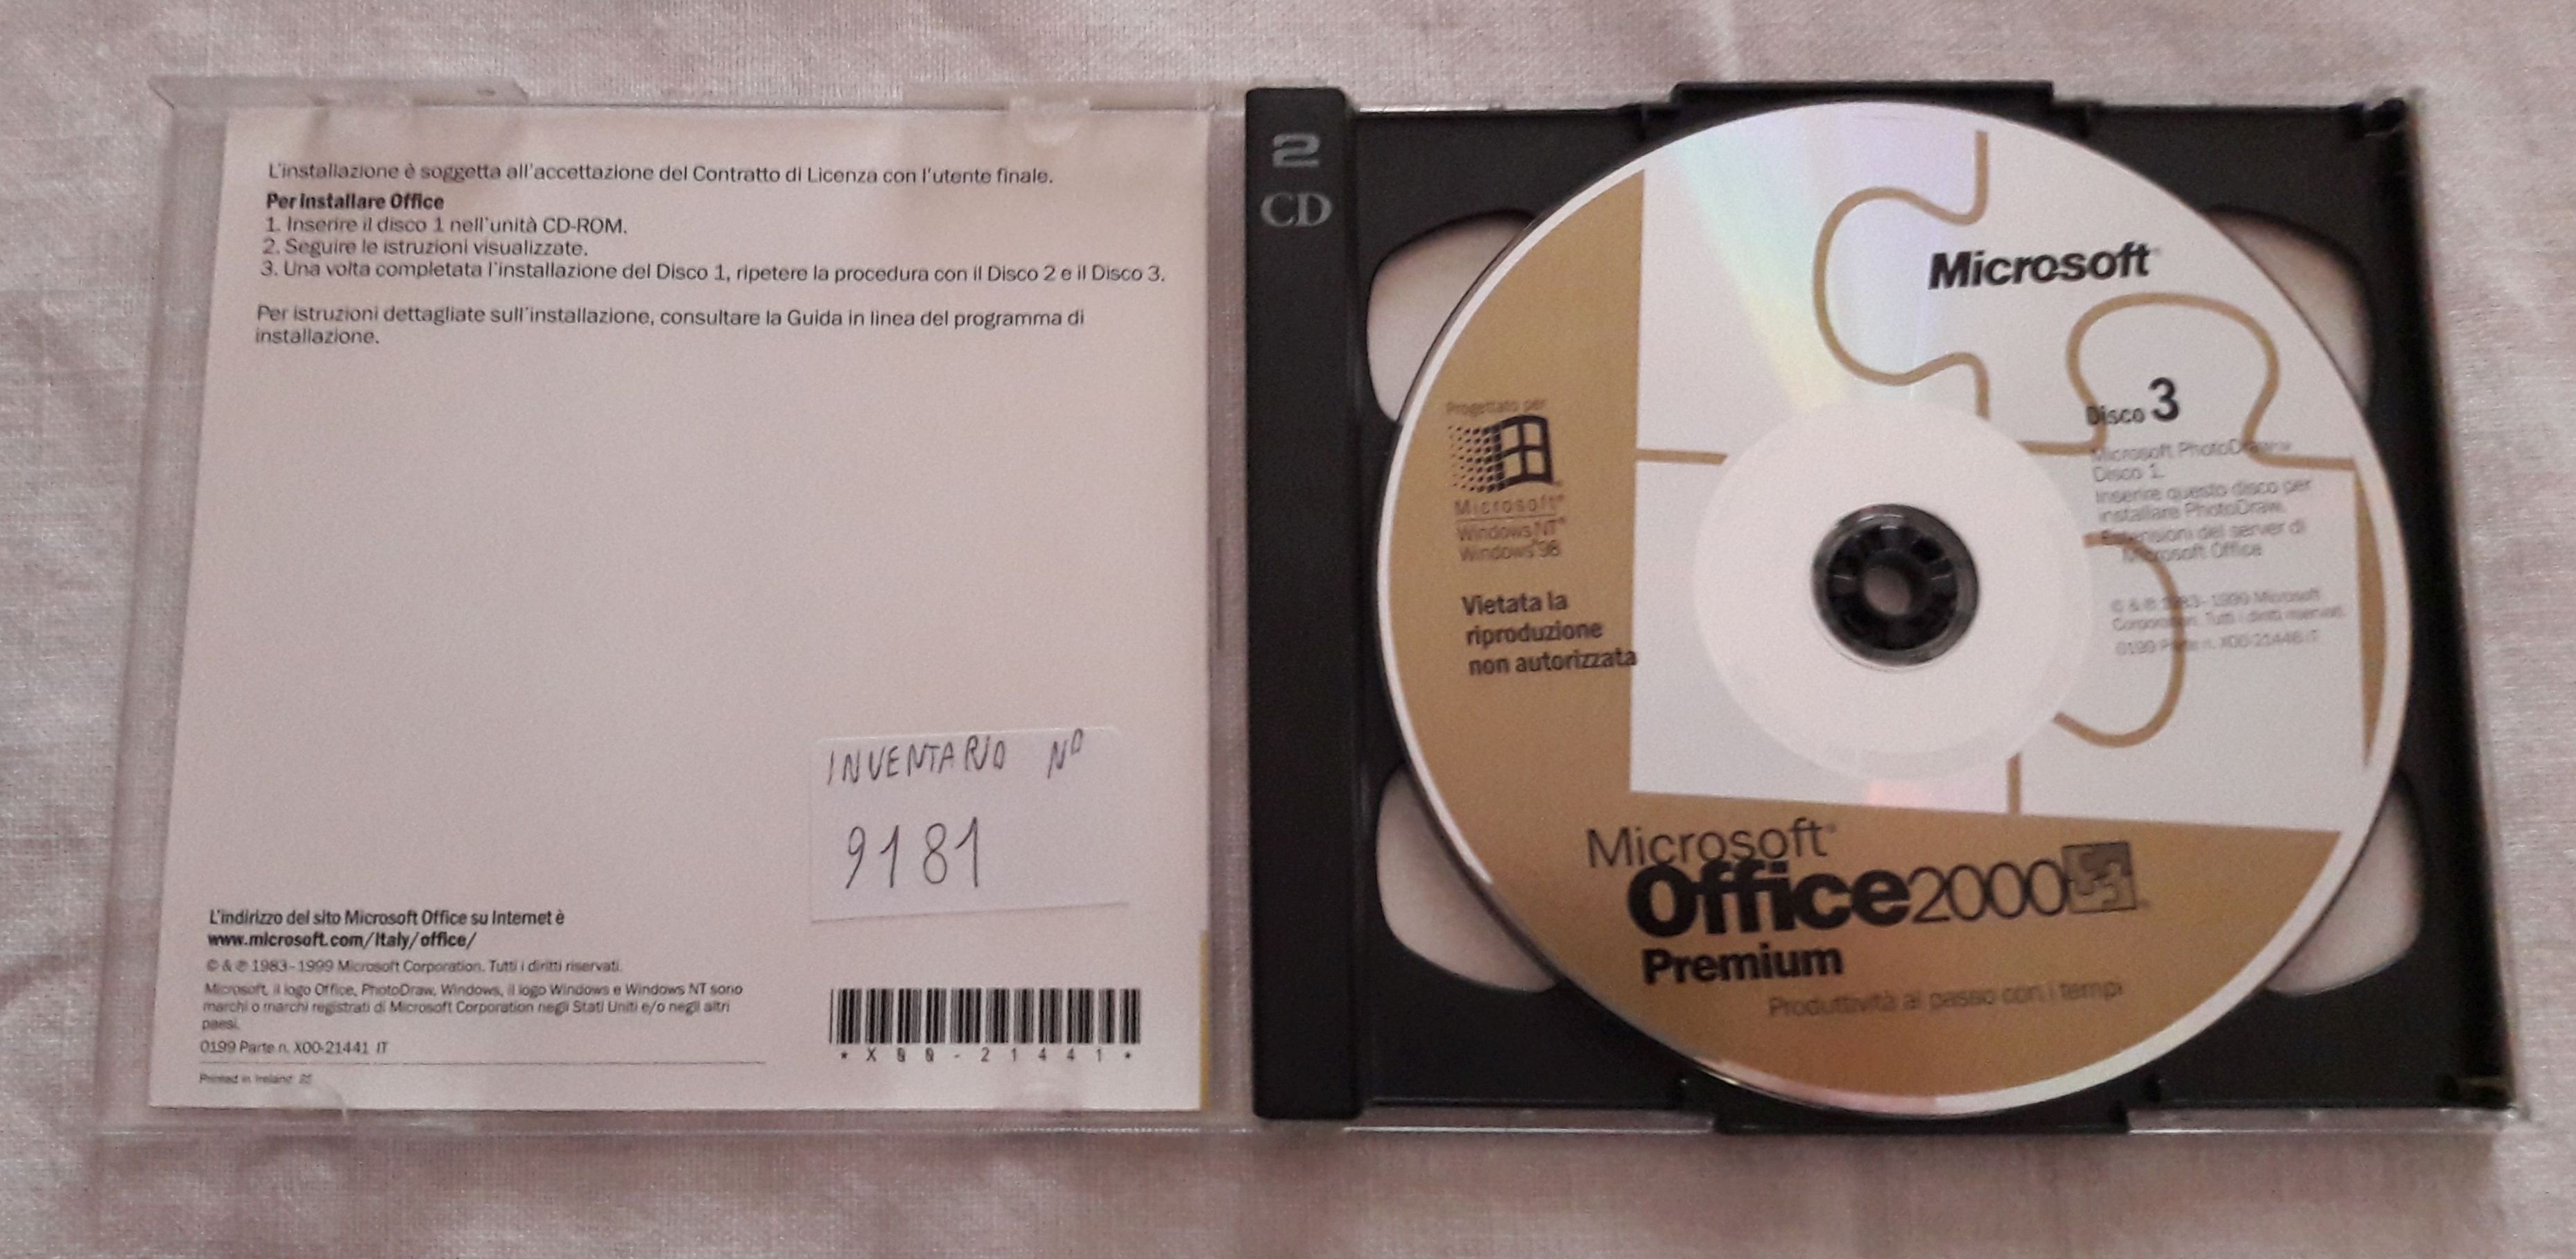 L'installazione è soggetta all'accettazione del Contratto di Licenza con l'utente finale.
Per installare Office
1. Inserire il disco 1 nell'unità CD-ROM.
2. Seguire le istruzioni visualizzate.
3. Una volta completata l'installazione del Disco 1, ripetere la procedura con il Disco 2 e il Disco 3.
Per istruzioni dettagliate sull'installazione, consultare la Guida in linea del programma di
installazione.
INVENTARIO N°
9181
L'indirizzo del sito Microsoft Office su Internet è
www.microsoft.com/italy/office/
© & ℗ 1983-1999 Microsoft Corporation. Tutti i diritti riservati.
Microsoft, il logo Office, PhotoDraw, Windows, il logo Windows e Windows NT sono
marchi o marchi registrati di Microsoft Corporation negli Stati Uniti e/o negli altri
paesi.
0199 Parte n. X00-21441 IT
Printed in Ireland
*X00-21441*
2
CD
Microsoft
Disco 3
Microsoft PhotoDraw
Disco 1.
Inserire questo disco per
installare PhotoDraw.
Estensioni del server di
Microsoft Office
© & ℗ 1983-1999 Microsoft
Corporation. Tutti i diritti riservati.
0199 Parte n. X00-21446 IT
Progettato per
Microsoft®
Windows NT®
Windows®98
Vietata la
riproduzione
non autorizzata
Microsoft®
Office 2000
Premium
Produttività al passo con i tempi